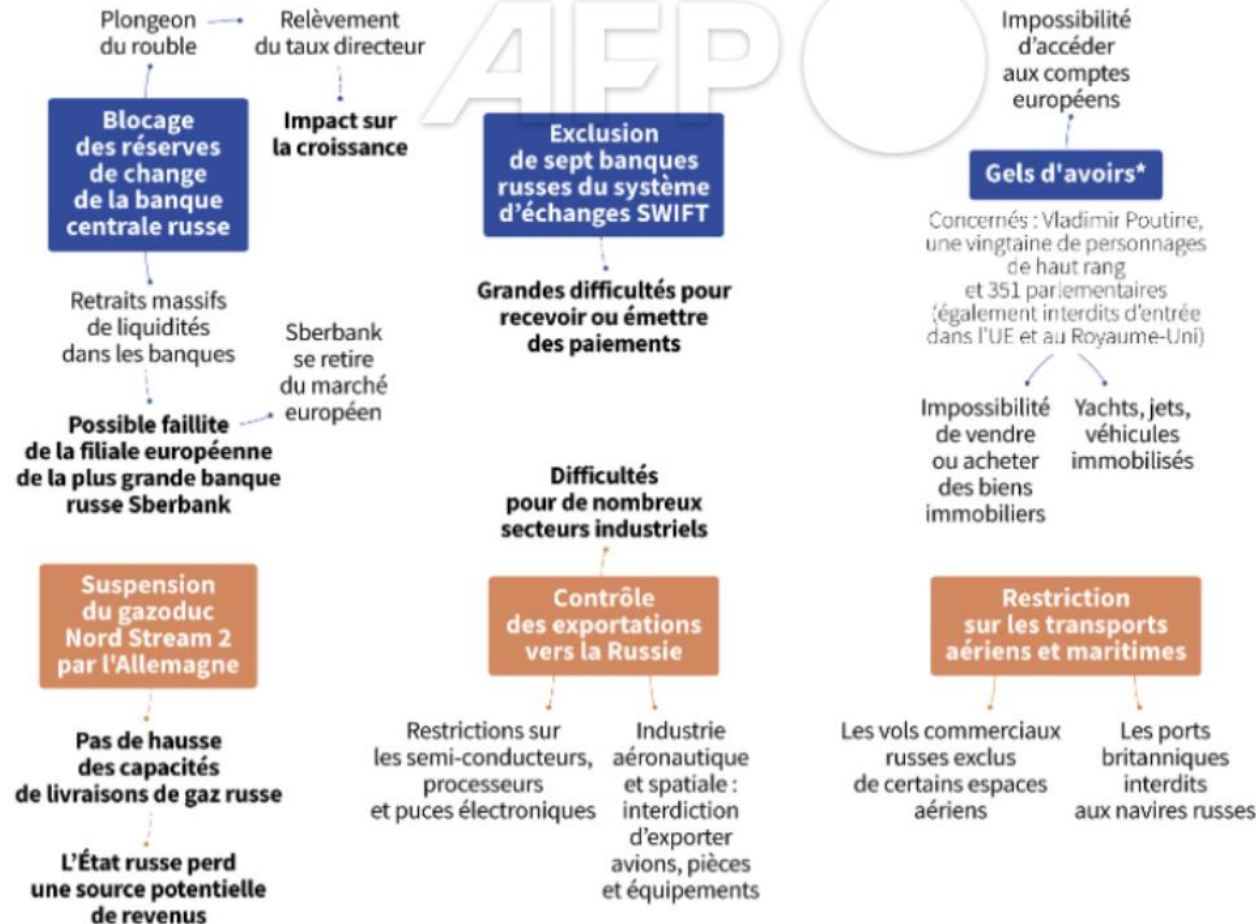 AFP
Plongeon
du rouble
Relèvement
du taux directeur
Impact sur
la croissance
Blocage
des réserves
de change
de la banque
centrale russe
Retraits massifs
de liquidités
dans les banques
Possible faillite
de la filiale européenne
de la plus grande banque
russe Sberbank
Sberbank
se retire
du marché
européen
Exclusion
de sept banques
russes du système
d'échanges SWIFT
Grandes difficultés pour
recevoir ou émettre
des paiements
Impossibilité
d'accéder
aux comptes
européens
Gels d'avoirs*
Concernés : Vladimir Poutine,
une vingtaine de personnages
de haut rang
et 351 parlementaires
(également interdits d'entrée
dans l'UE et au Royaume-Uni)
Impossibilité
de vendre
ou acheter
des biens
immobiliers
Yachts, jets,
véhicules
immobilisés
Suspension
du gazoduc
Nord Stream 2
par l'Allemagne
Pas de hausse
des capacités
de livraisons de gaz russe
L'État russe perd
une source potentielle
de revenus
Difficultés
pour de nombreux
secteurs industriels
Contrôle
des exportations
vers la Russie
Restrictions sur
les semi-conducteurs,
processeurs
et puces électroniques
Industrie
aéronautique
et spatiale :
interdiction
d'exporter
avions, pièces
et équipements
Restriction
sur les transports
aériens et maritimes
Les vols commerciaux
russes exclus
de certains espaces
aériens
Les ports
britanniques
interdits
aux navires russes